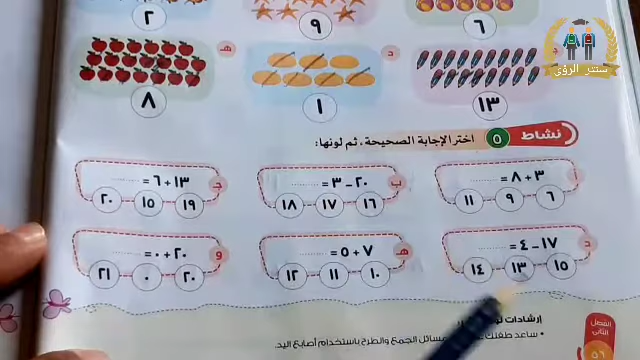 ٦
٩
٢
سنتر الرؤى
د
هـ
١٣
١
٨
نشاط ٥ اختر الإجابة الصحيحة، ثم لونها:
٣ + ٨ = ..........
٦ ٩ ١١
ب ٢٠ – ٣ = ..........
١٦ ١٧ ١٨
جـ ١٣ + ٦ = ..........
١٩ ١٥ ٢٠
د ١٧ – ٤ = ..........
١٥ ١٣ ١٤
هـ ٧ + ٥ = ..........
١٠ ١١ ١٢
و ٢٠ + ٠ = ..........
٢٠ ٠ ٢١
إرشادات
• ساعد طفلك مسائل الجمع والطرح باستخدام أصابع اليد.
الفصل
الثانى
٥٦